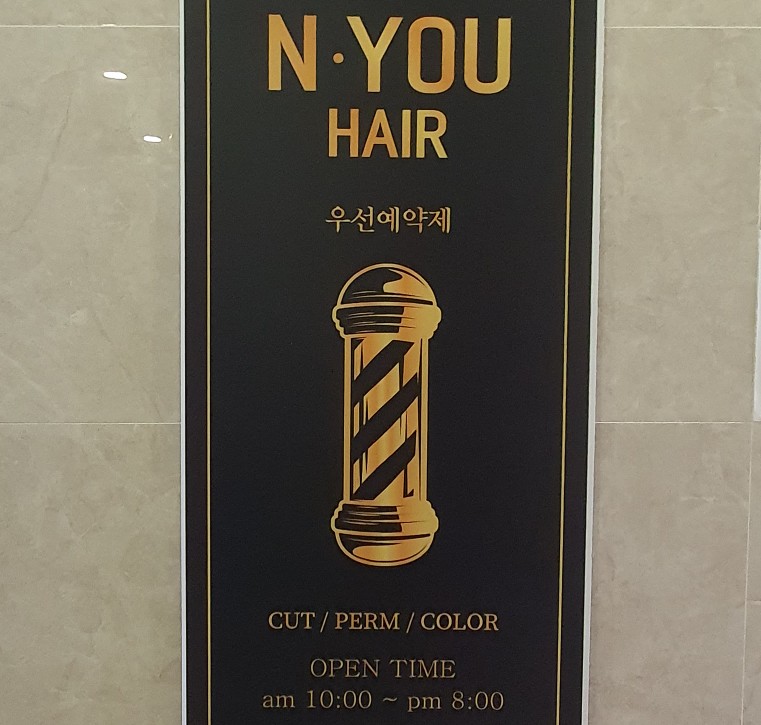 N·YOU
HAIR
우선예약제
CUT / PERM / COLOR
OPEN TIME
am 10:00 ~ pm 8:00